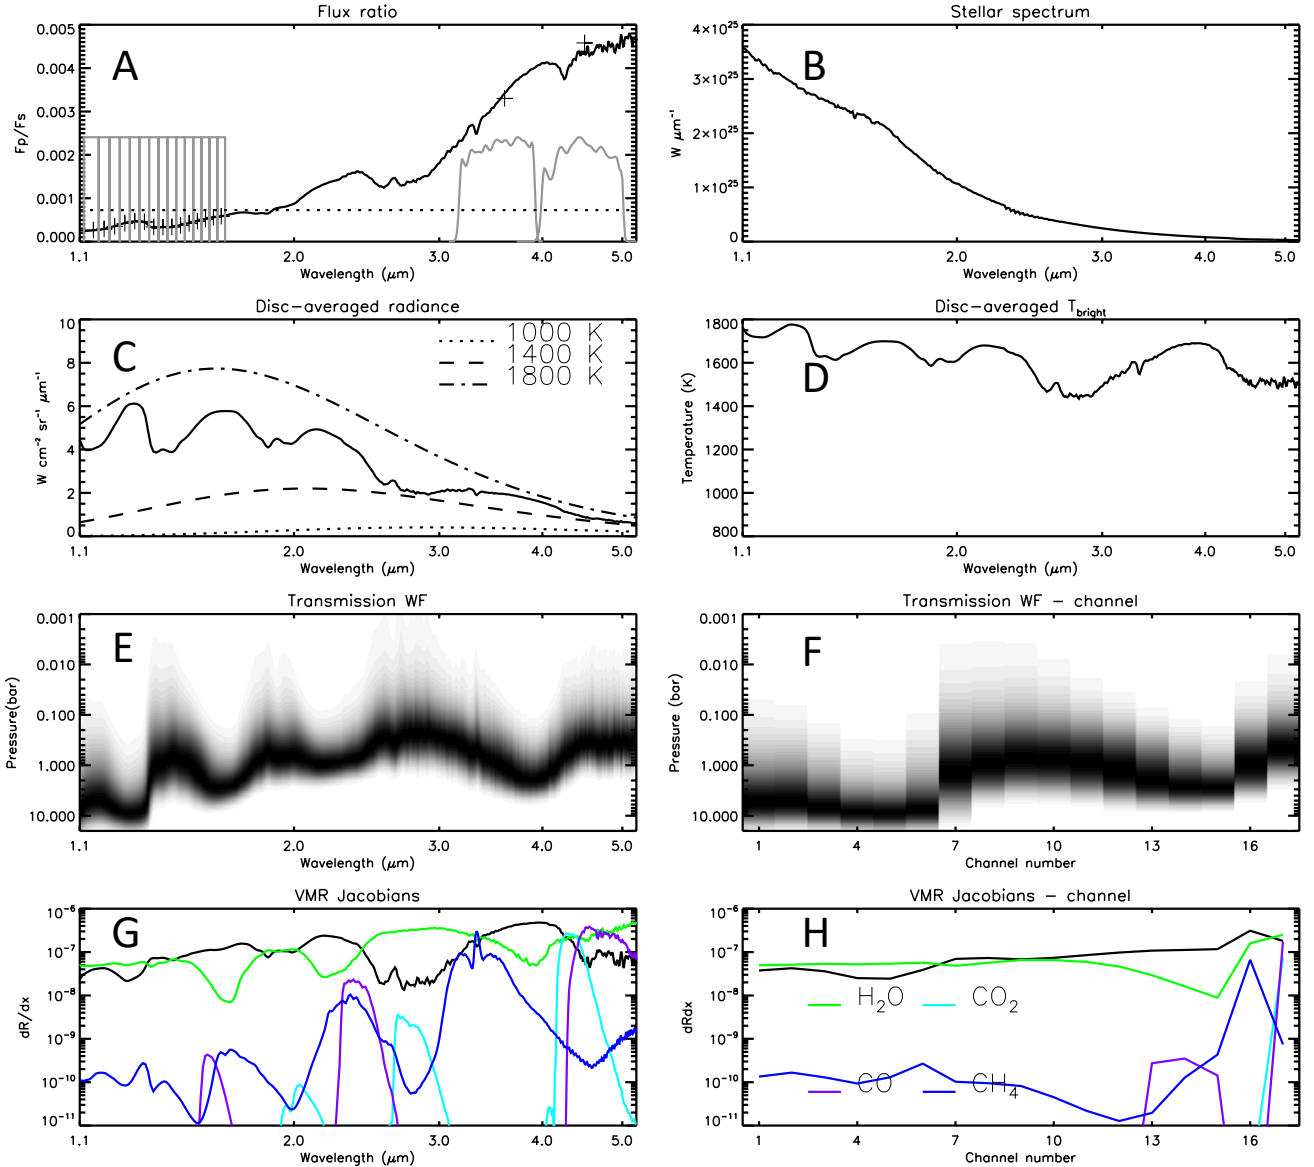 Flux ratio
A
Fp/Fs
0.005
0.004
0.003
0.002
0.001
0.000
1.1 2.0 3.0 4.0 5.0
Wavelength (μm)
Stellar spectrum
B
W μm⁻¹
4×10²⁵
3×10²⁵
2×10²⁵
1×10²⁵
0
1.1 2.0 3.0 4.0 5.0
Wavelength (μm)
Disc-averaged radiance
C
1000 K
1400 K
1800 K
W cm⁻² sr⁻¹ μm⁻¹
10
8
6
4
2
0
1.1 2.0 3.0 4.0 5.0
Wavelength (μm)
Disc-averaged T_bright
D
Temperature (K)
1800
1600
1400
1200
1000
800
1.1 2.0 3.0 4.0 5.0
Wavelength (μm)
Transmission WF
E
Pressure(bar)
0.001
0.010
0.100
1.000
10.000
1.1 2.0 3.0 4.0 5.0
Wavelength (μm)
Transmission WF - channel
F
Pressure (bar)
0.001
0.010
0.100
1.000
10.000
1 4 7 10 13 16
Channel number
VMR Jacobians
G
dR/dx
10⁻⁶
10⁻⁷
10⁻⁸
10⁻⁹
10⁻¹⁰
10⁻¹¹
1.1 2.0 3.0 4.0 5.0
Wavelength (μm)
VMR Jacobians - channel
H
H₂O CO₂
CO CH₄
dRdx
10⁻⁶
10⁻⁷
10⁻⁸
10⁻⁹
10⁻¹⁰
10⁻¹¹
1 4 7 10 13 16
Channel number